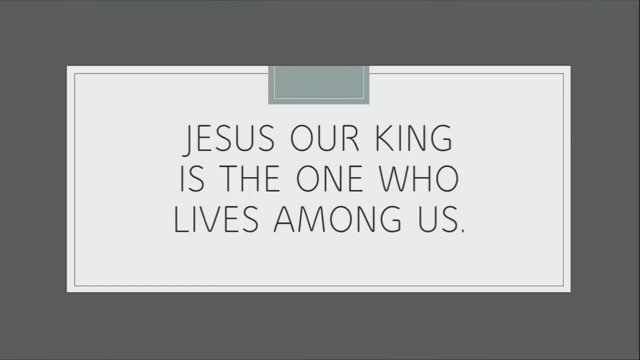 JESUS OUR KING
IS THE ONE WHO
LIVES AMONG US.